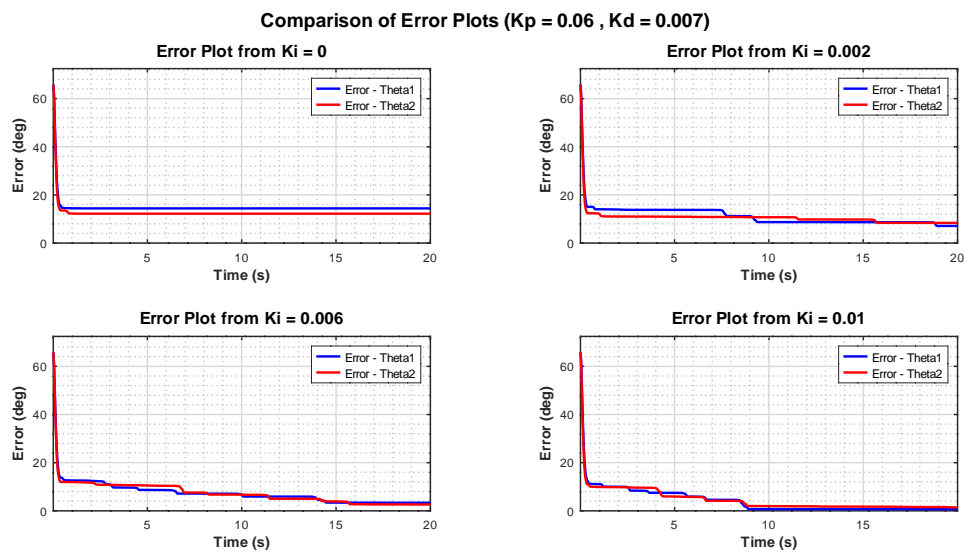 Comparison of Error Plots (Kp = 0.06 , Kd = 0.007)
Error Plot from Ki = 0
Error - Theta1
Error - Theta2
60
40
20
0
Error (deg)
5
10
15
20
Time (s)
Error Plot from Ki = 0.002
Error - Theta1
Error - Theta2
60
40
20
0
Error (deg)
5
10
15
20
Time (s)
Error Plot from Ki = 0.006
Error - Theta1
Error - Theta2
60
40
20
0
Error (deg)
5
10
15
20
Time (s)
Error Plot from Ki = 0.01
Error - Theta1
Error - Theta2
60
40
20
0
Error (deg)
5
10
15
20
Time (s)